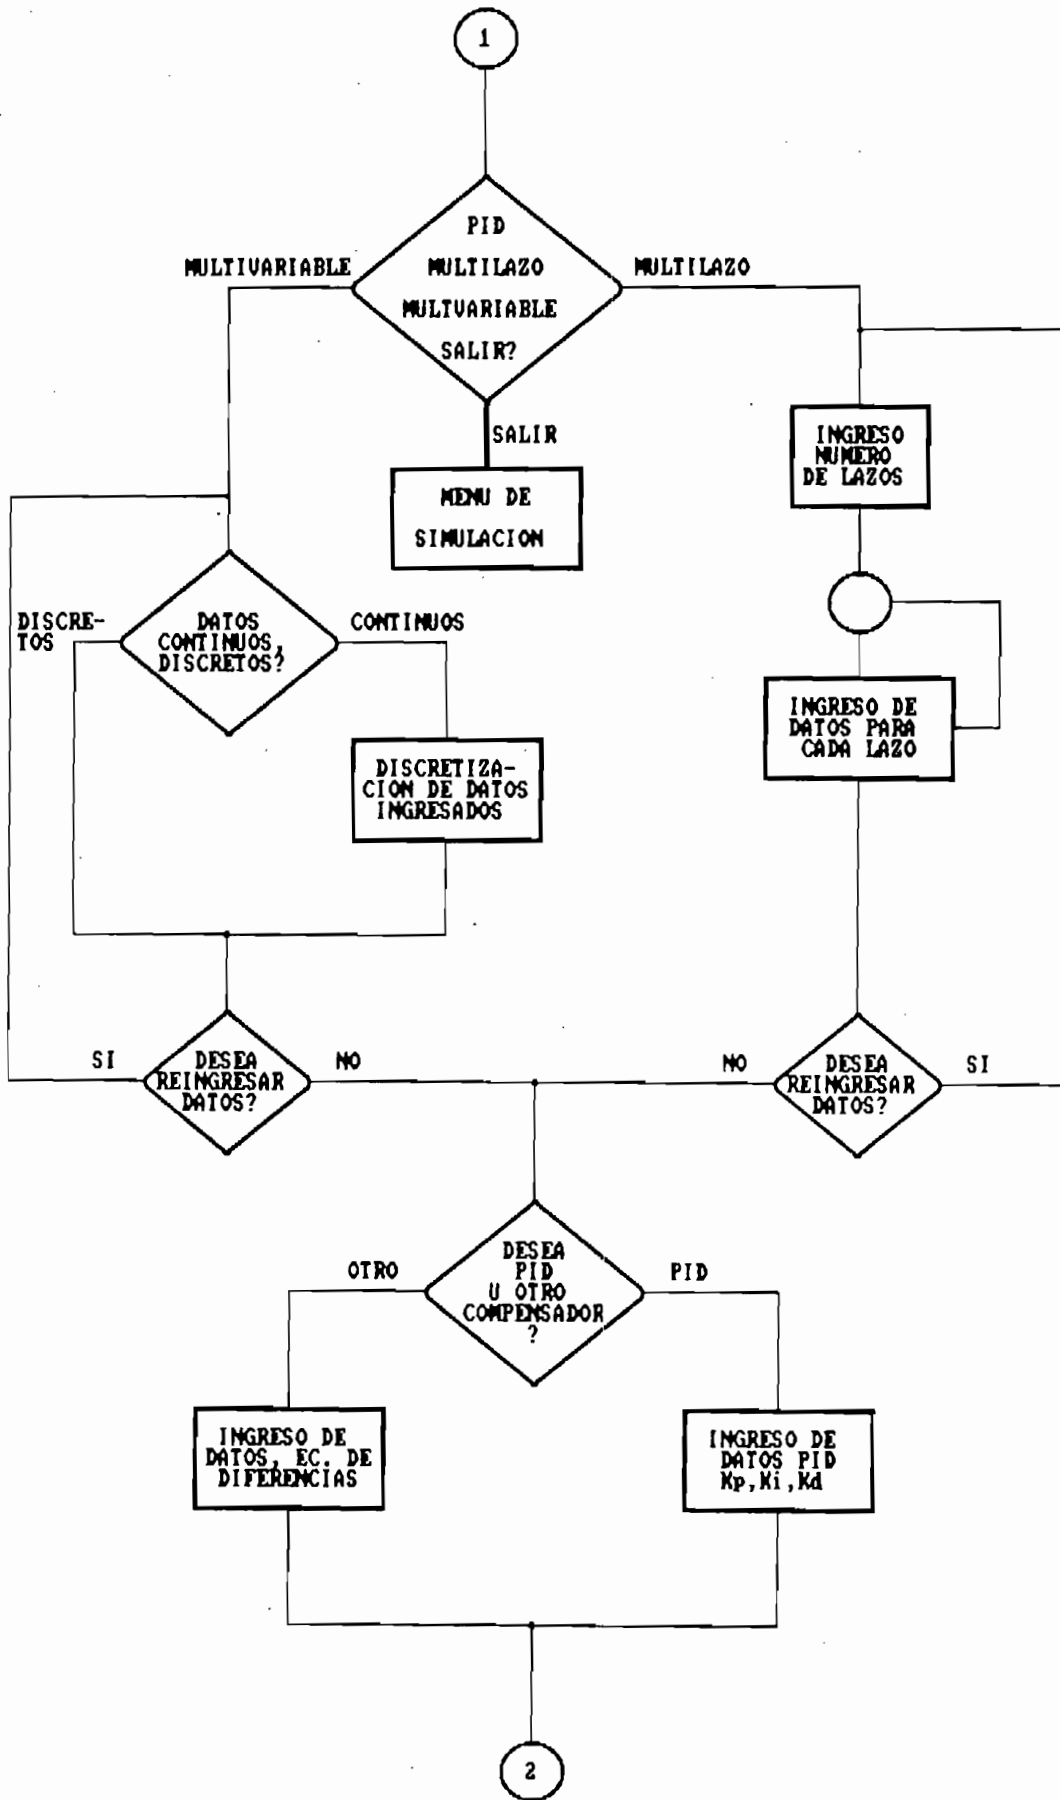 1
PID
MULTILAZO
MULTVARIABLE
SALIR?
MULTIVARIABLE
MULTILAZO
SALIR
MENU DE
SIMULACION
INGRESO
NUMERO
DE LAZOS
DISCRE-
TOS
DATOS
CONTINUOS,
DISCRETOS?
CONTINUOS
DISCRETIZA-
CION DE DATOS
INGRESADOS
INGRESO DE
DATOS PARA
CADA LAZO
SI
DESEA
REINGRESAR
DATOS?
NO
NO
DESEA
REINGRESAR
DATOS?
SI
OTRO
DESEA
PID
U OTRO
COMPENSADOR
?
PID
INGRESO DE
DATOS, EC. DE
DIFERENCIAS
INGRESO DE
DATOS PID
Kp,Ki,Kd
2